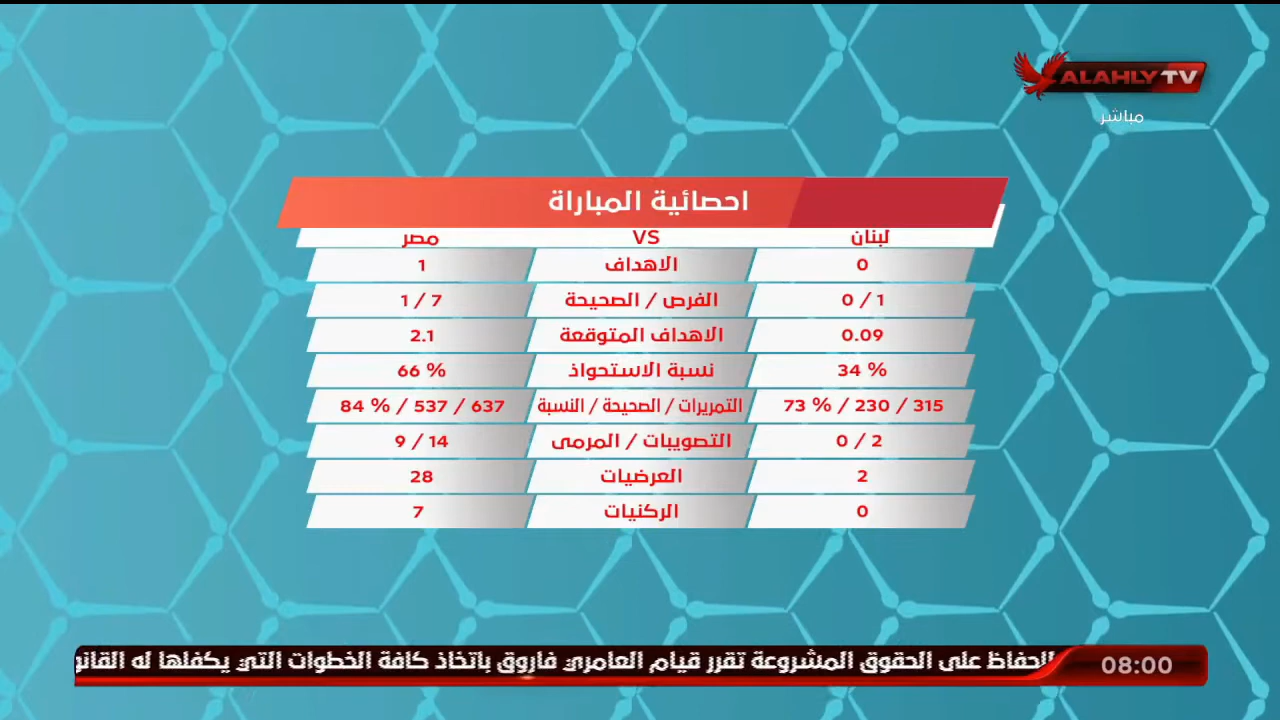 ALAHLY TV
مباشر
احصائية المباراة
لبنان VS مصر
0 الاهداف 1
0 / 1 الفرص / الصحيحة 1 / 7
0.09 الاهداف المتوقعة 2.1
34 % نسبة الاستحواذ 66 %
73 % / 230 / 315 التمريرات / الصحيحة / النسبة 84 % / 537 / 637
0 / 2 التصويبات / المرمى 9 / 14
2 العرضيات 28
0 الركنيات 7
08:00 الحفاظ على الحقوق المشروعة تقرر قيام العامري فاروق باتخاذ كافة الخطوات التي يكفلها له